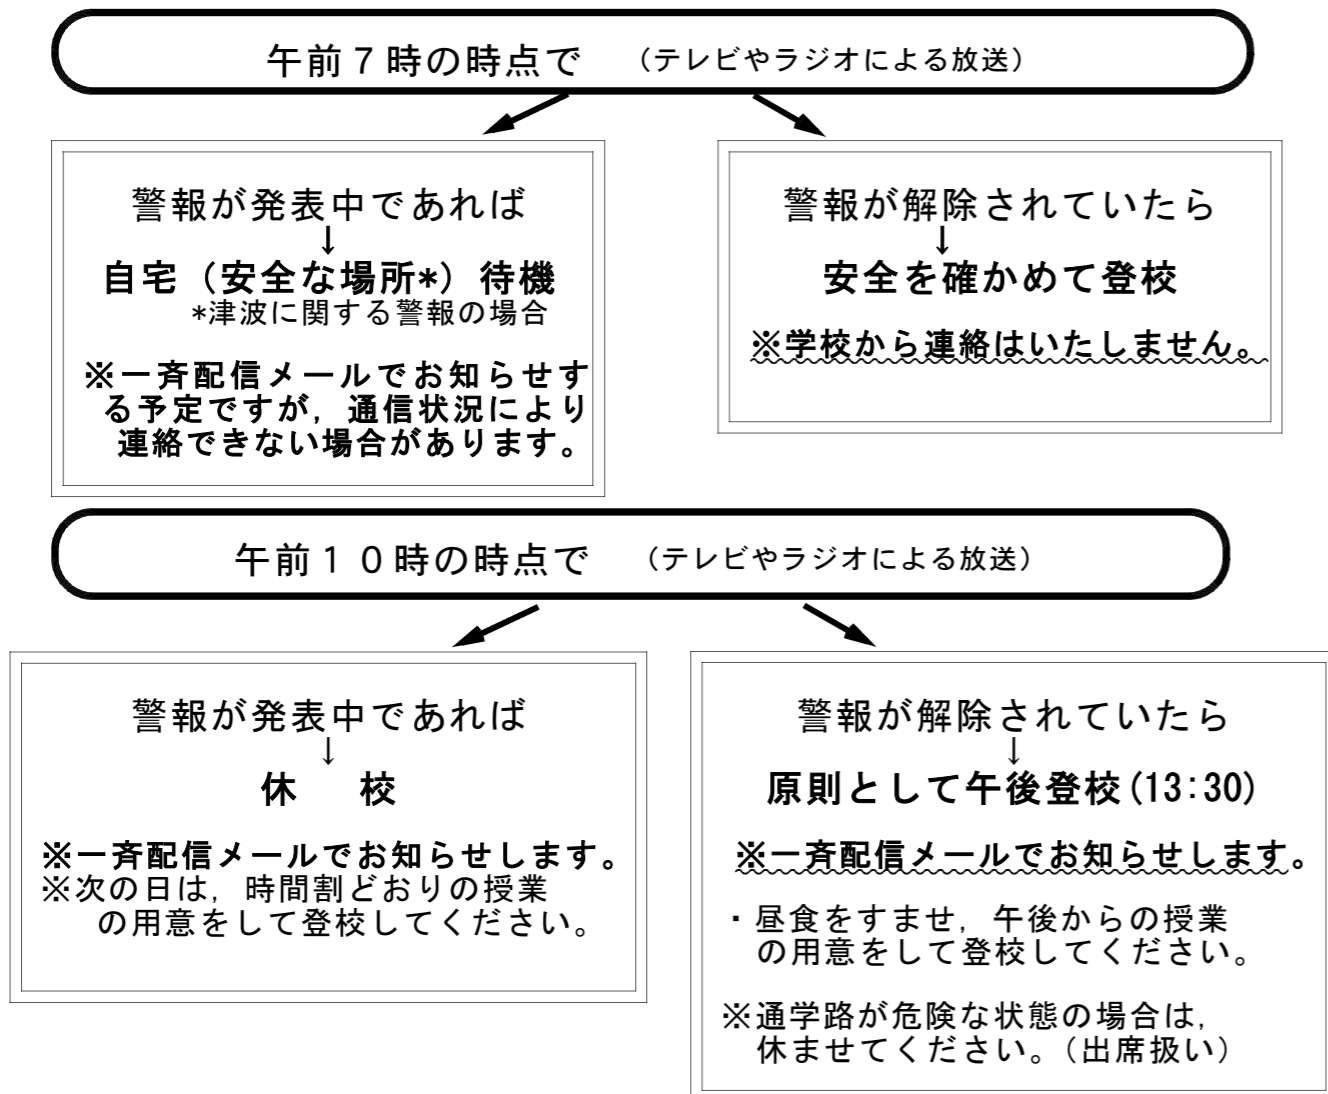 午前７時の時点で　（テレビやラジオによる放送）
警報が発表中であれば
↓
自宅（安全な場所*）待機
*津波に関する警報の場合
※一斉配信メールでお知らせす
る予定ですが，通信状況により
連絡できない場合があります。
警報が解除されていたら
↓
安全を確かめて登校
※学校から連絡はいたしません。
午前１０時の時点で　（テレビやラジオによる放送）
警報が発表中であれば
↓
休　校
※一斉配信メールでお知らせします。
※次の日は，時間割どおりの授業
の用意をして登校してください。
警報が解除されていたら
↓
原則として午後登校(13:30)
※一斉配信メールでお知らせします。
・昼食をすませ，午後からの授業
の用意をして登校してください。
※通学路が危険な状態の場合は，
休ませてください。（出席扱い）